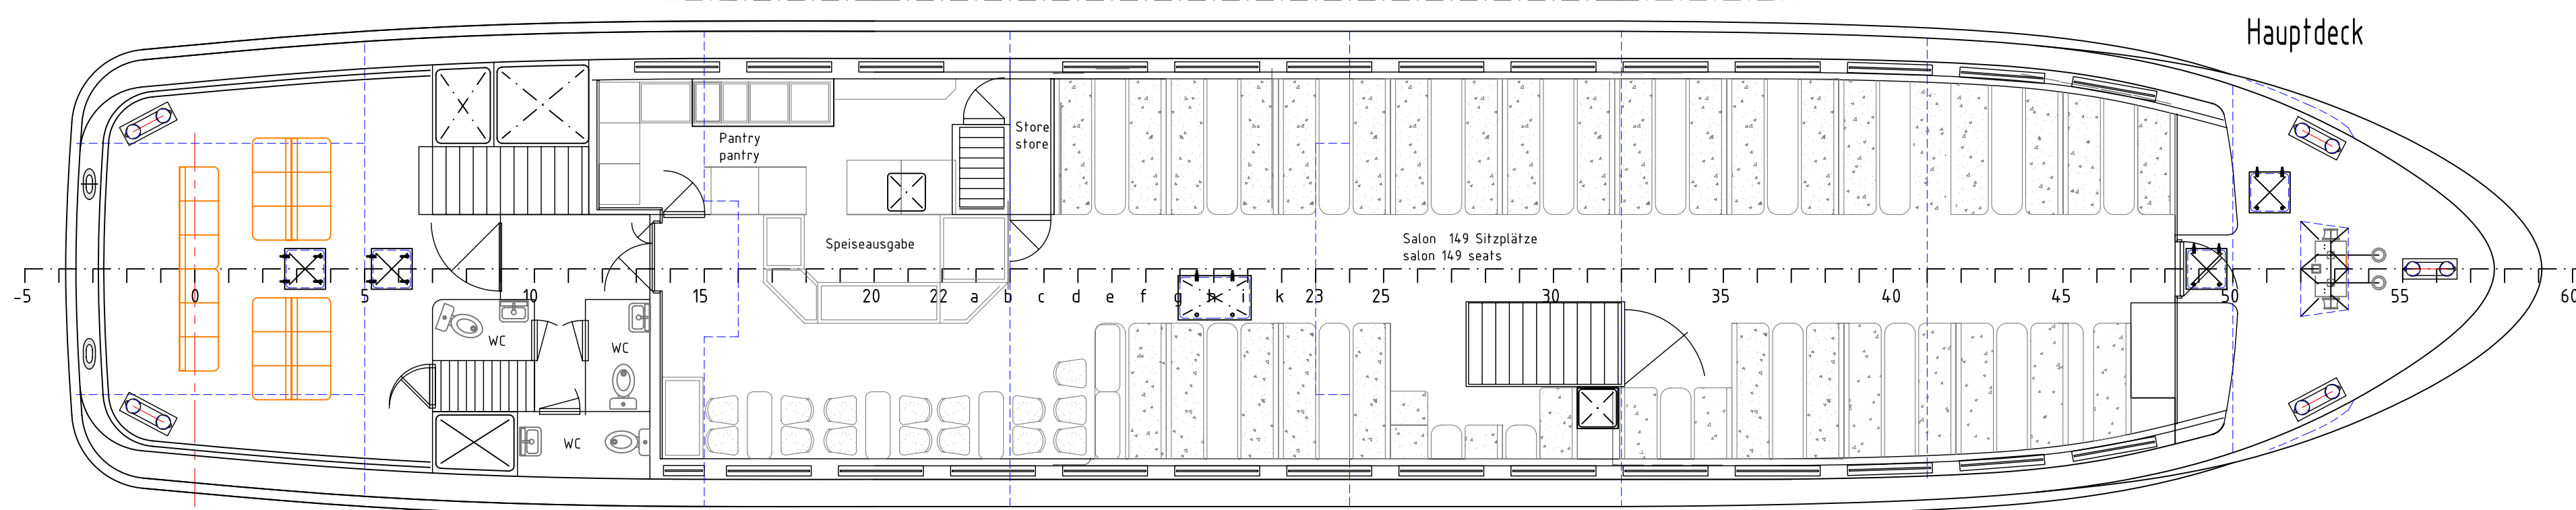 Hauptdeck
Pantry
pantry
Store
store
Speiseausgabe
Salon 149 Sitzplätze
salon 149 seats
-5 0 5 10 15 20 22 a b c d e f g h i k 23 25 30 35 40 45 50 55 60
WC
WC
WC